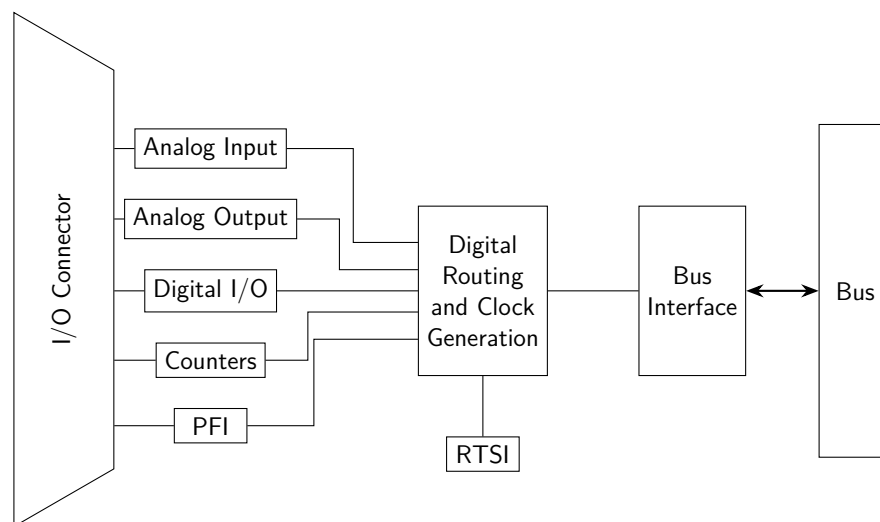 I/O Connector
Analog Input
Analog Output
Digital I/O
Counters
PFI
Digital
Routing
and Clock
Generation
RTSI
Bus
Interface
Bus